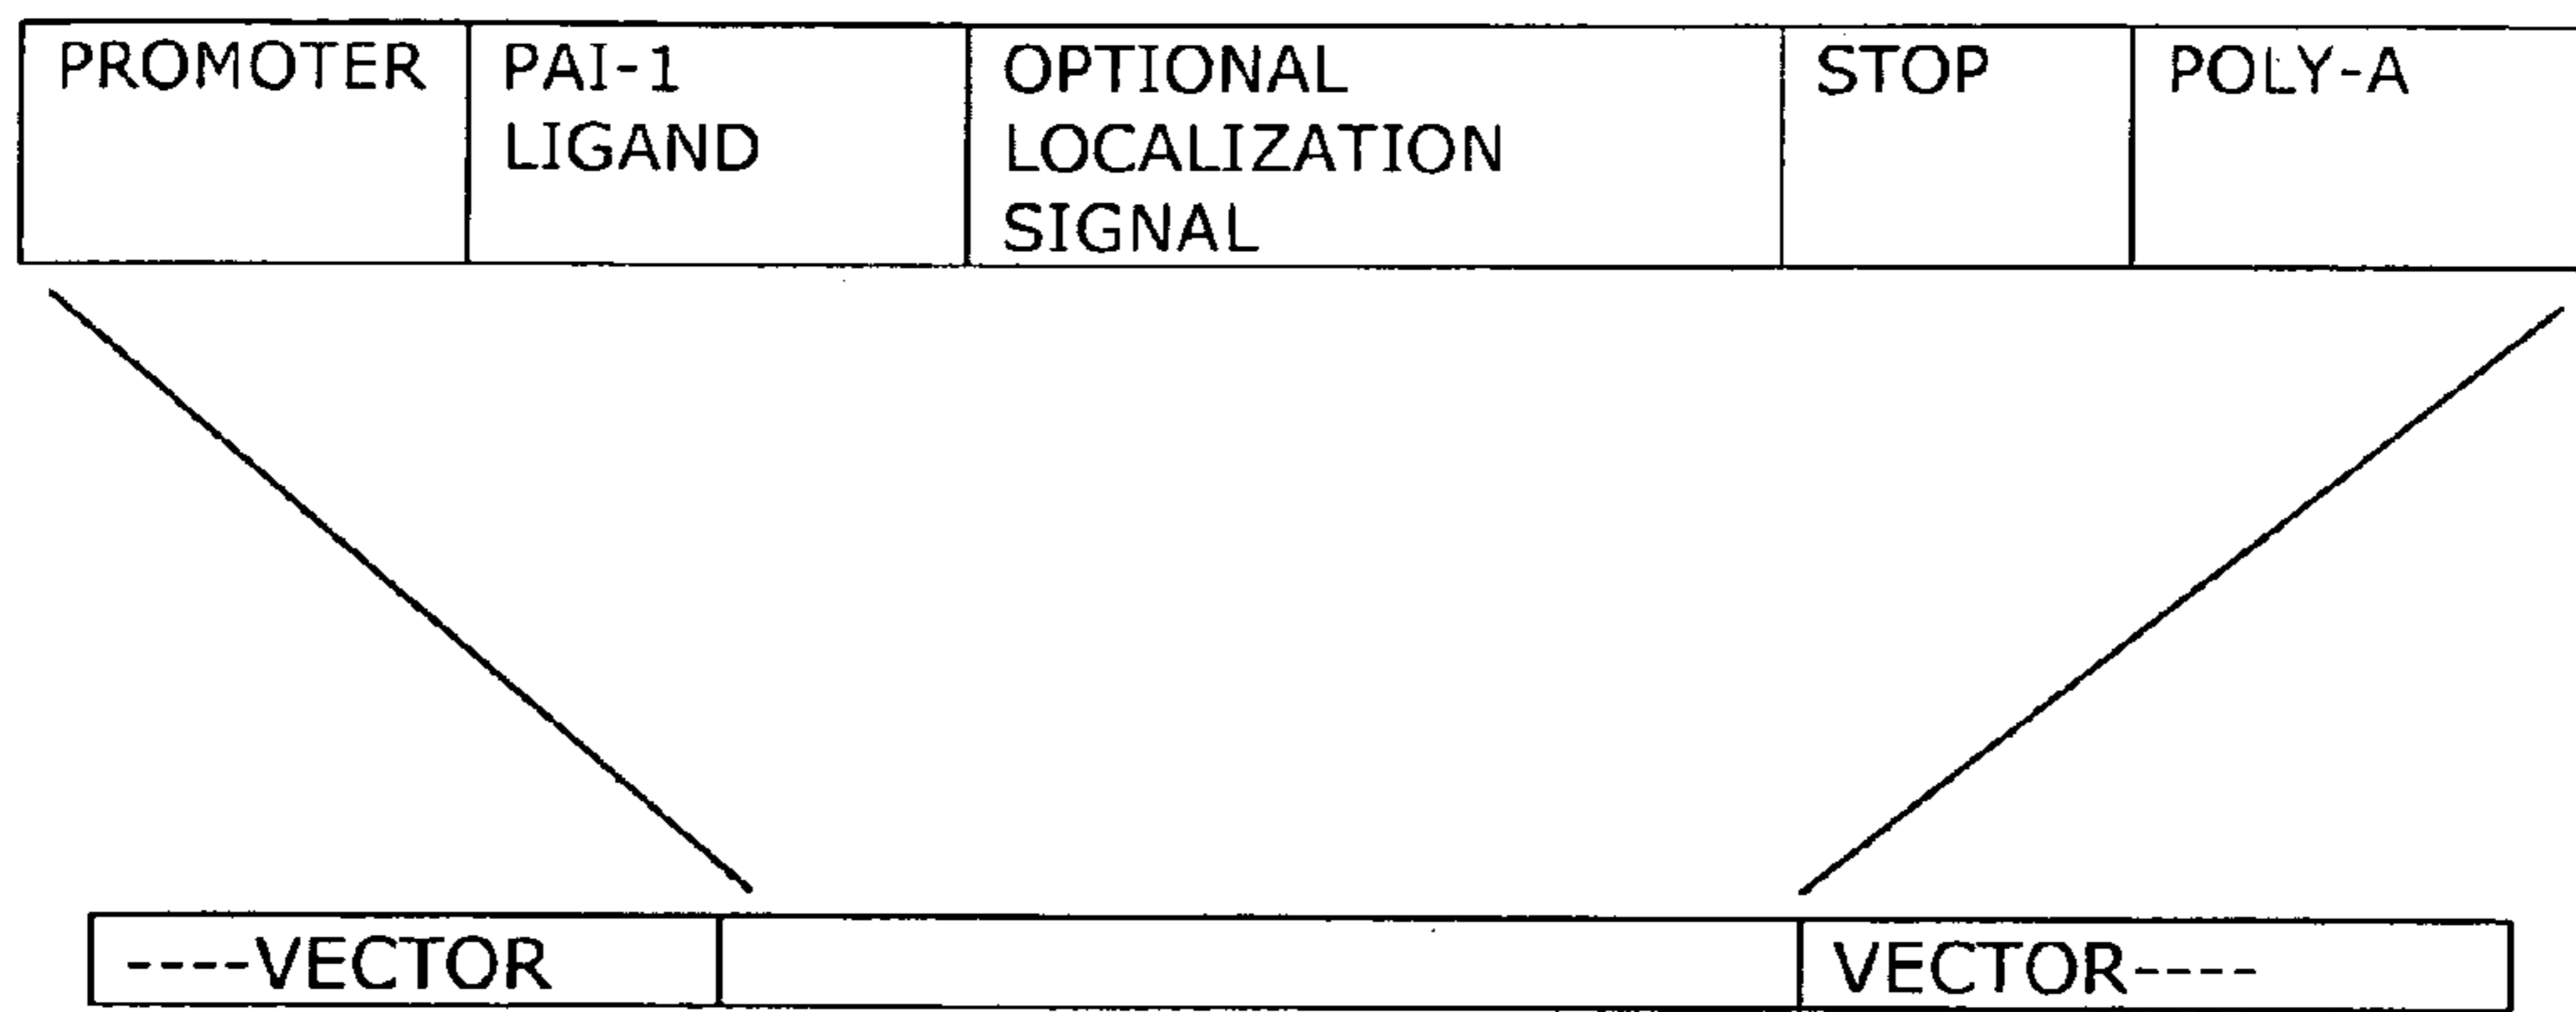 PROMOTER
PAI-1
LIGAND
OPTIONAL
LOCALIZATION
SIGNAL
STOP
POLY-A
----VECTOR
VECTOR----